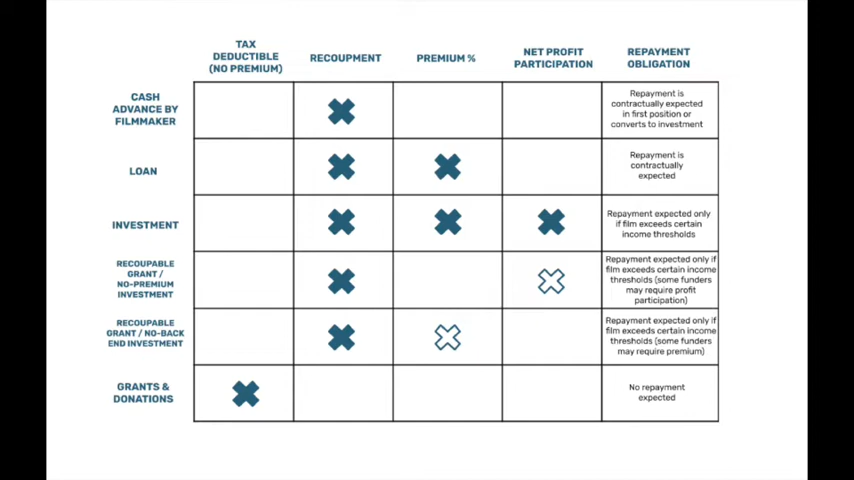 TAX
DEDUCTIBLE
(NO PREMIUM)
RECOUPMENT
PREMIUM %
NET PROFIT
PARTICIPATION
REPAYMENT
OBLIGATION
CASH
ADVANCE BY
FILMMAKER
Repayment is
contractually expected
in first position or
converts to investment
LOAN
Repayment is
contractually
expected
INVESTMENT
Repayment expected only
if film exceeds certain
income thresholds
RECOUPABLE
GRANT /
NO-PREMIUM
INVESTMENT
Repayment expected only if
film exceeds certain income
thresholds (some funders
may require profit
participation)
RECOUPABLE
GRANT / NO-BACK
END INVESTMENT
Repayment expected only if
film exceeds certain income
thresholds (some funders
may require premium)
GRANTS &
DONATIONS
No repayment
expected